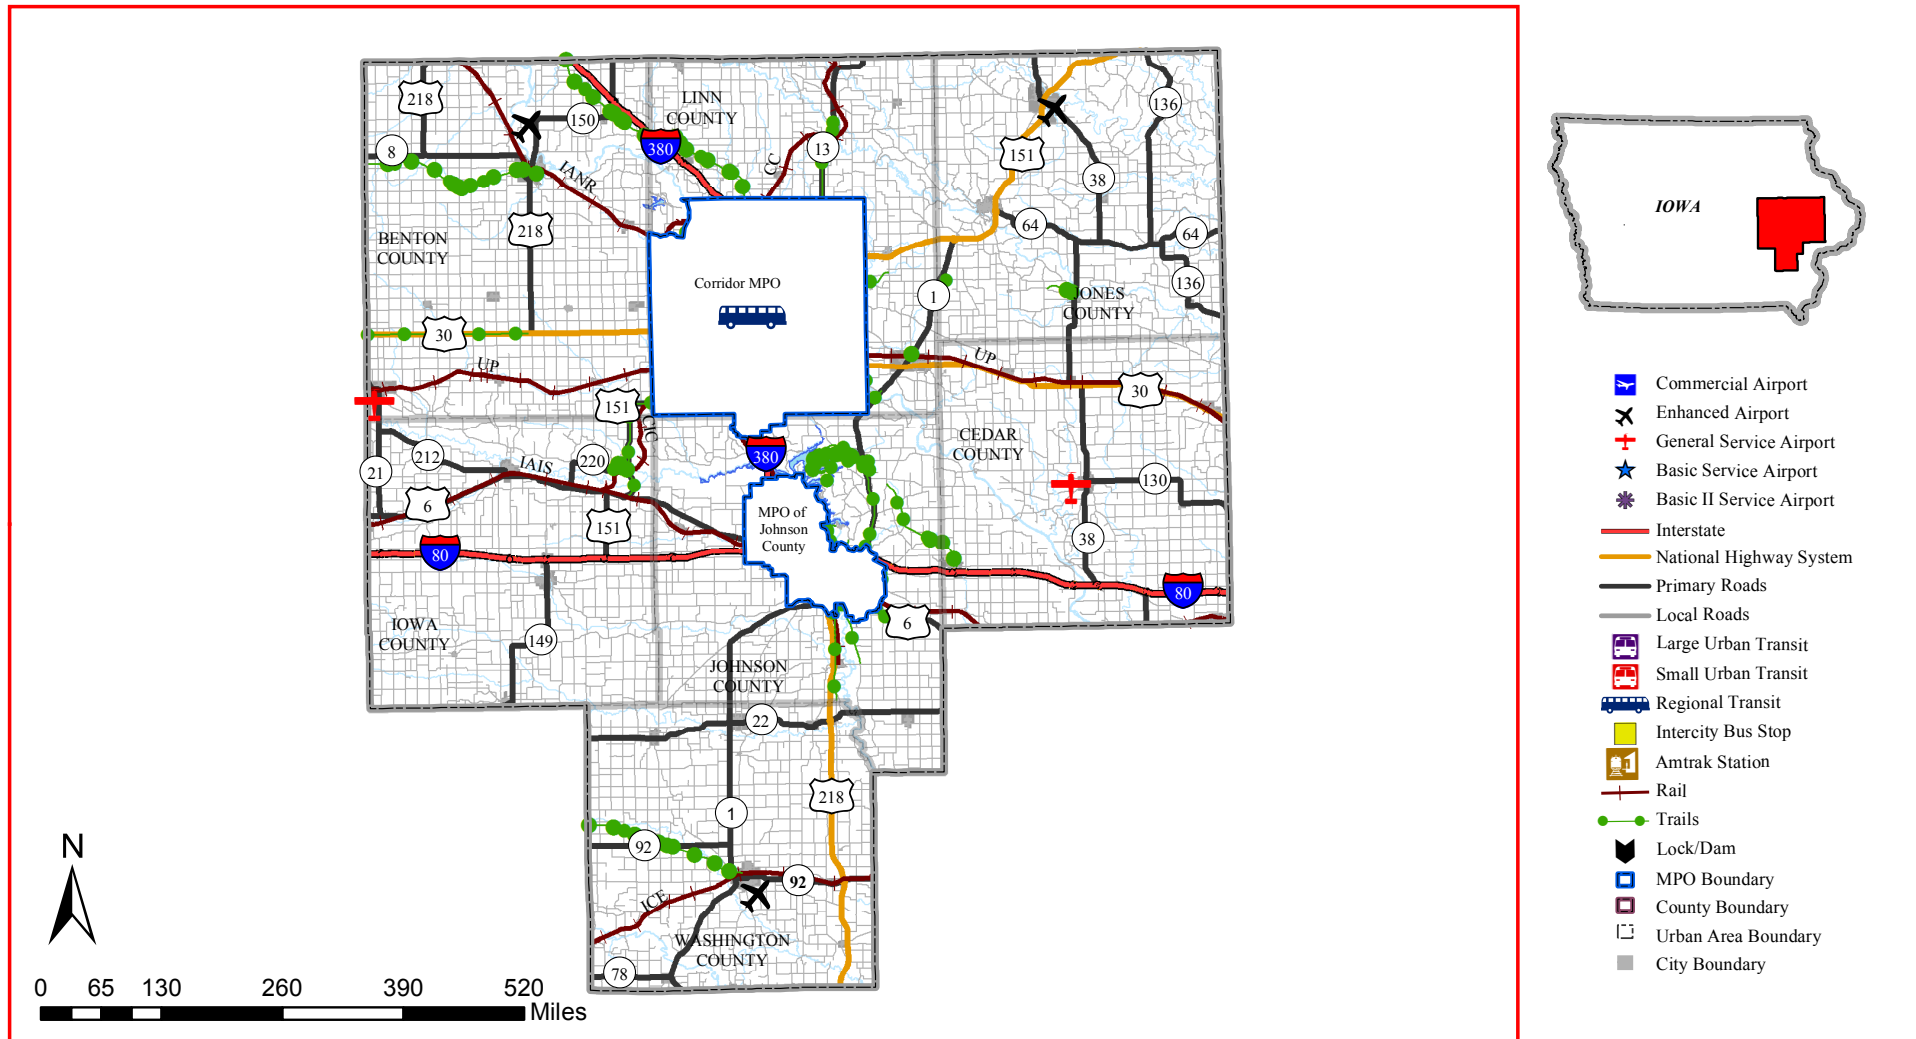 218
150
8
IANR
218
BENTON
COUNTY
LINN
COUNTY
380
CC
13
151
136
38
64
64
136
1
JONES
COUNTY
Corridor MPO
30
UP
UP
30
151
CIC
380
CEDAR
COUNTY
21
212
IAIS
220
6
151
80
MPO of
Johnson
County
130
38
80
6
IOWA
COUNTY
149
JOHNSON
COUNTY
22
218
1
92
92
ICE
WASHINGTON
COUNTY
78
N
0 65 130 260 390 520
Miles
IOWA
Commercial Airport
Enhanced Airport
General Service Airport
Basic Service Airport
Basic II Service Airport
Interstate
National Highway System
Primary Roads
Local Roads
Large Urban Transit
Small Urban Transit
Regional Transit
Intercity Bus Stop
Amtrak Station
Rail
Trails
Lock/Dam
MPO Boundary
County Boundary
Urban Area Boundary
City Boundary